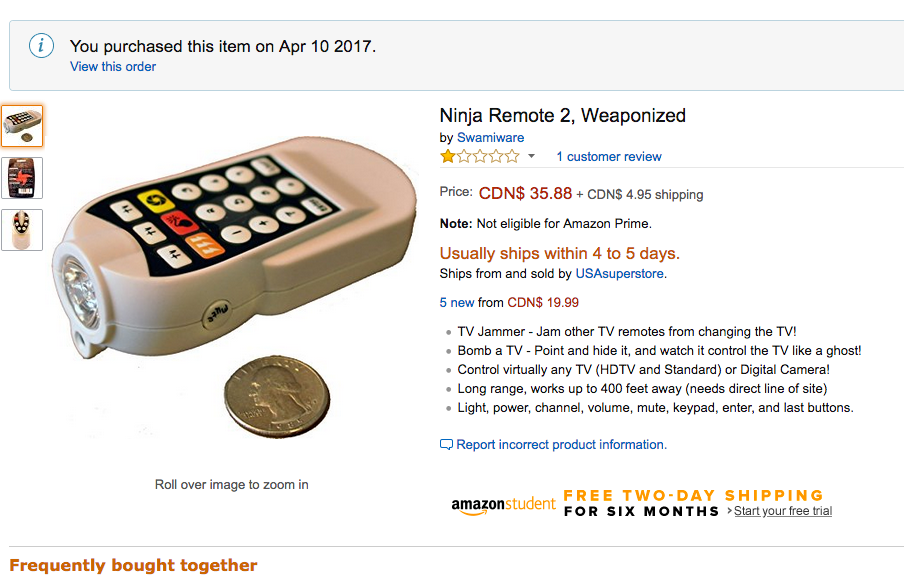 i
You purchased this item on Apr 10 2017.
View this order
Ninja Remote 2, Weaponized
by Swamiware
1 customer review
Price: CDN$ 35.88 + CDN$ 4.95 shipping
Note: Not eligible for Amazon Prime.
Usually ships within 4 to 5 days.
Ships from and sold by USAsuperstore.
5 new from CDN$ 19.99
TV Jammer - Jam other TV remotes from changing the TV!
Bomb a TV - Point and hide it, and watch it control the TV like a ghost!
Control virtually any TV (HDTV and Standard) or Digital Camera!
Long range, works up to 400 feet away (needs direct line of site)
Light, power, channel, volume, mute, keypad, enter, and last buttons.
Report incorrect product information.
Roll over image to zoom in
amazonstudent FREE TWO-DAY SHIPPING
FOR SIX MONTHS › Start your free trial
Frequently bought together